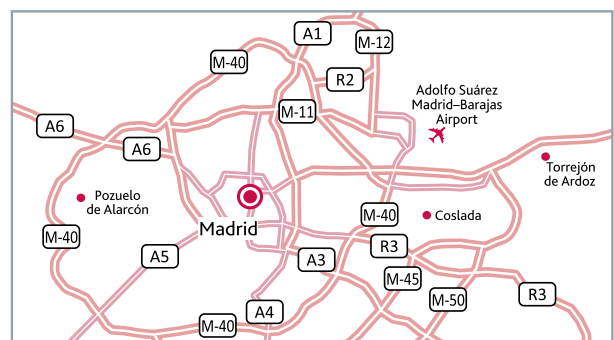 A1
M-12
M-40
R2
Adolfo Suárez
Madrid–Barajas
Airport
M-11
A6
A6
Torrejón
de Ardoz
Pozuelo
de Alarcón
M-40
Coslada
Madrid
M-40
R3
A5
A3
M-45
M-50
R3
A4
M-40